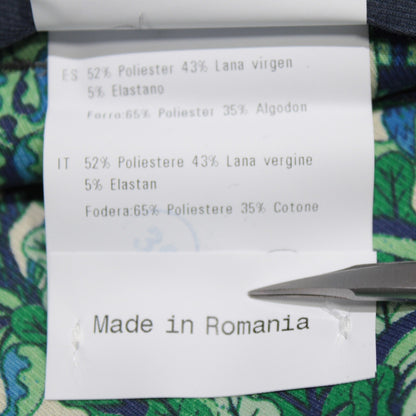 ES 52% Poliester 43% Lana virgen
5% Elastano
Forro:65% Poliester 35% Algodon
IT 52% Poliestere 43% Lana vergine
5% Elastan
Fodera:65% Poliestere 35% Cotone
Made in Romania